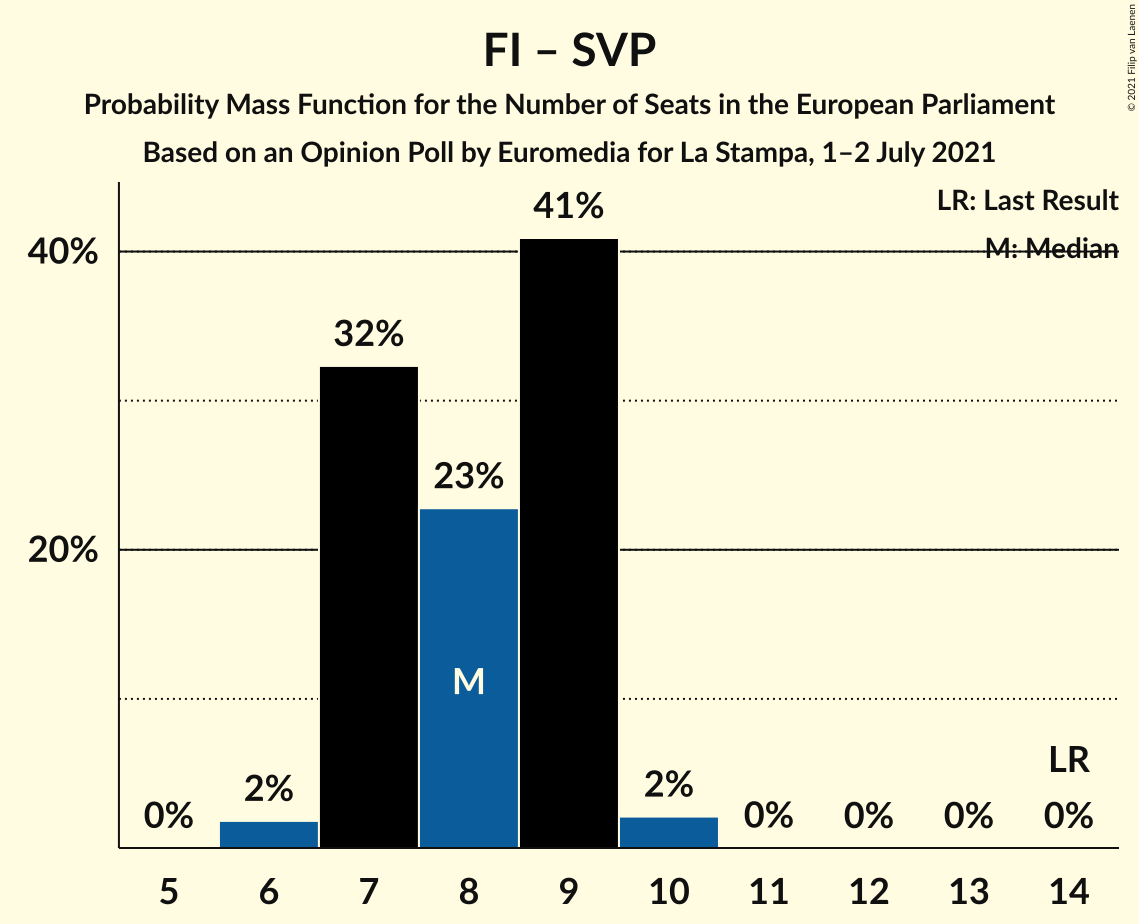 FI – SVP
Probability Mass Function for the Number of Seats in the European Parliament
Based on an Opinion Poll by Euromedia for La Stampa, 1–2 July 2021
© 2021 Filip van Laenen
LR: Last Result
M: Median
40%
20%
0%
2%
32%
23%
41%
2%
0%
0%
0%
0%
M
LR
5 6 7 8 9 10 11 12 13 14